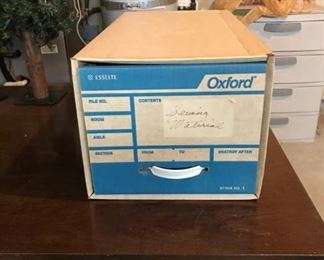 ESSELTE
Oxford
FILE NO.
CONTENTS
Sewing
Material
ROOM
AISLE
SECTION
FROM
TO
DESTROY AFTER
STOCK NO. 1